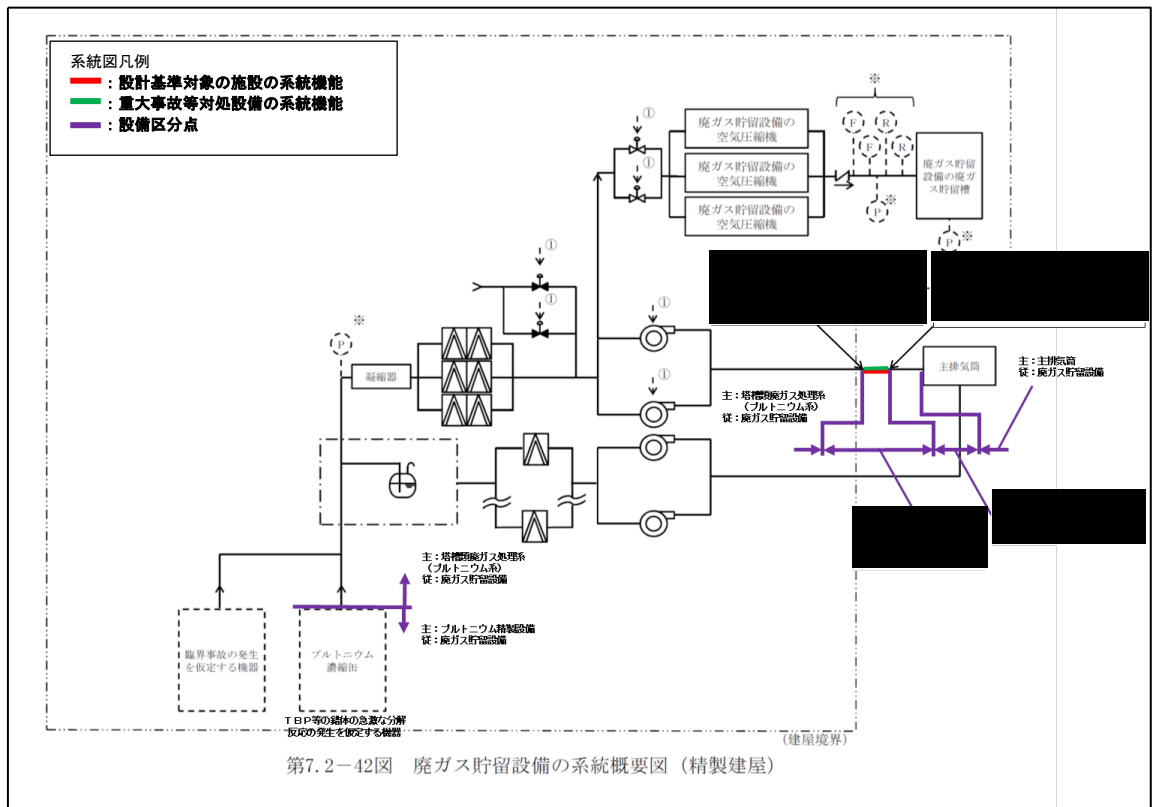 系統図凡例
：設計基準対象の施設の系統機能
：重大事故等対処設備の系統機能
：設備区分点
※
①
F
R
廃ガス貯留設備の
空気圧縮機
F
R
①
廃ガス貯留設備の
空気圧縮機
廃ガス貯留
設備の廃ガ
ス貯留槽
P
※
廃ガス貯留設備の
空気圧縮機
P
※
①
①
①
※
P
凝縮器
①
主排気筒
主：主排気筒
従：廃ガス貯留設備
主：塔槽類廃ガス処理系
（プルトニウム系）
従：廃ガス貯留設備
主：塔槽類廃ガス処理系
（プルトニウム系）
従：廃ガス貯留設備
主：プルトニウム精製設備
従：廃ガス貯留設備
臨界事故の発生
を仮定する機器
プルトニウム
濃縮缶
ＴＢＰ等の錯体の急激な分解
反応の発生を仮定する機器
(建屋境界)
第7.2－42図　廃ガス貯留設備の系統概要図（精製建屋）